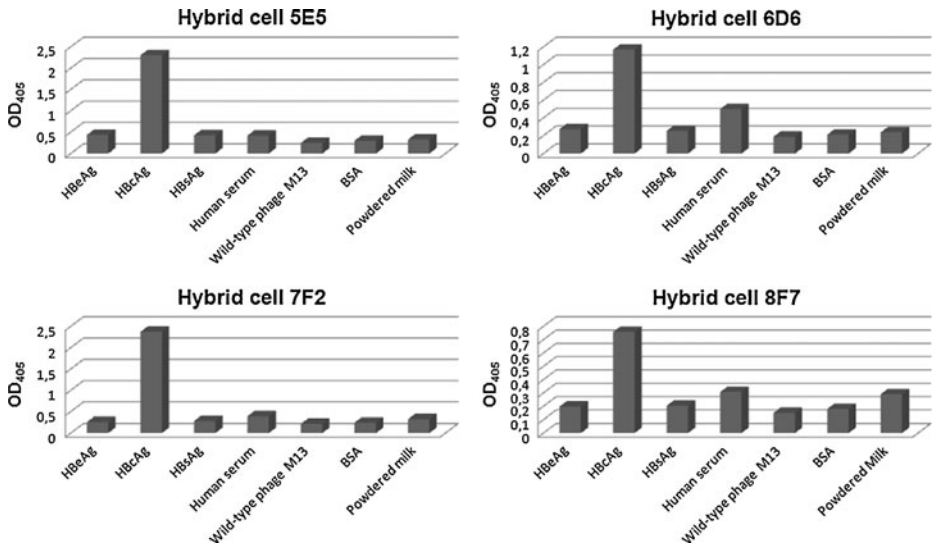 Hybrid cell 5E5
OD405
2,5
2
1,5
1
0,5
0
HBeAg
HBcAg
HBsAg
Human serum
Wild-type phage M13
BSA
Powdered milk
Hybrid cell 6D6
OD405
1,2
1
0,8
0,6
0,4
0,2
0
HBeAg
HBcAg
HBsAg
Human serum
Wild-type phage M13
BSA
Powdered milk
Hybrid cell 7F2
OD405
2,5
2
1,5
1
0,5
0
HBeAg
HBcAg
HBsAg
Human serum
Wild-type phage M13
BSA
Powdered milk
Hybrid cell 8F7
OD405
0,8
0,7
0,6
0,5
0,4
0,3
0,2
0,1
0
HBeAg
HBcAg
HBsAg
Human serum
Wild-type phage M13
BSA
Powdered Milk